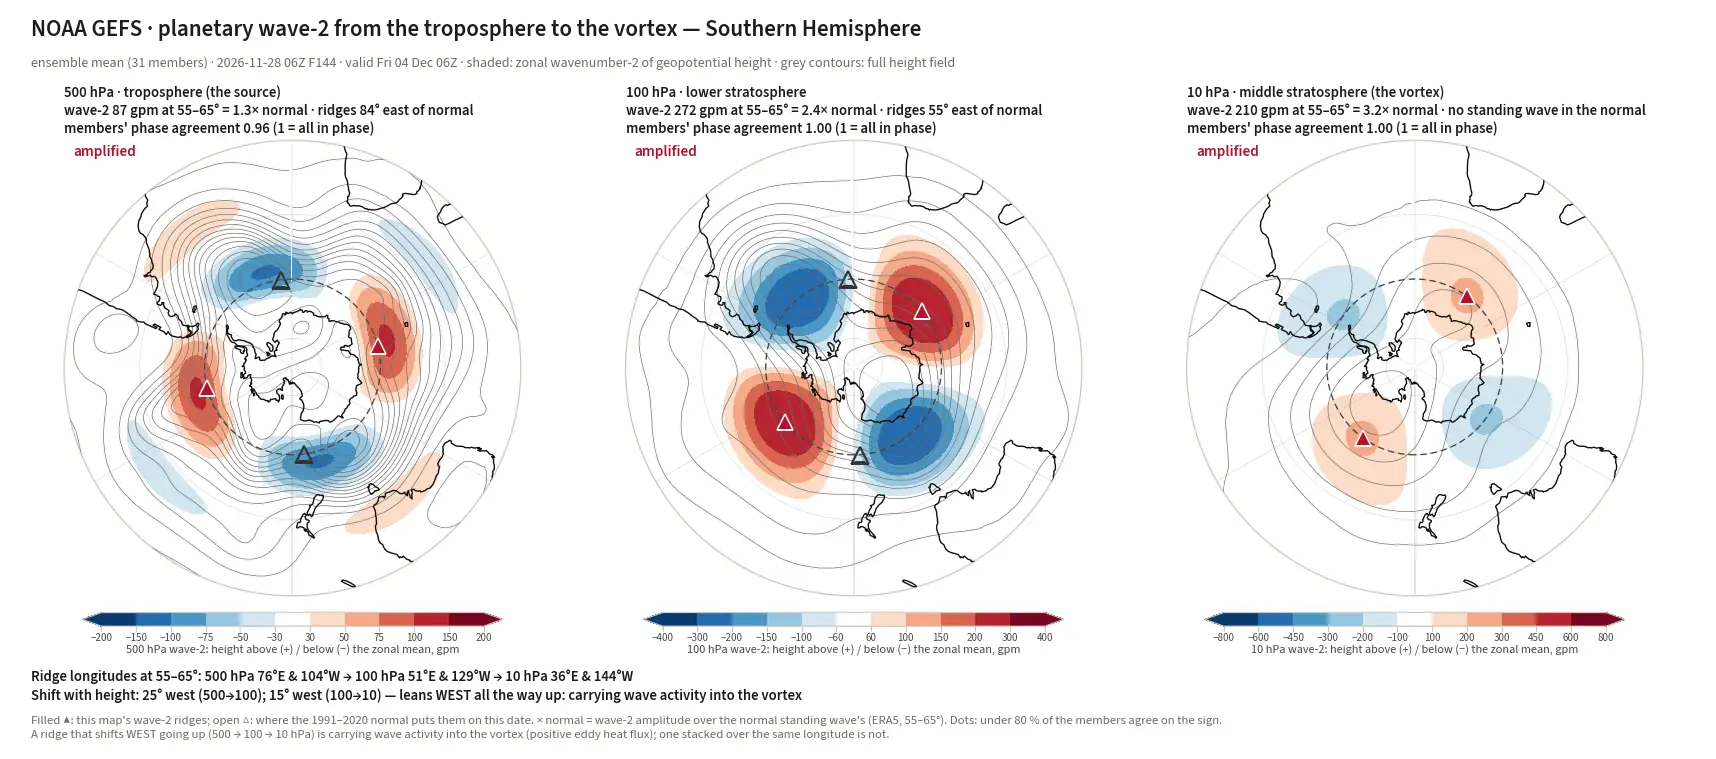 NOAA GEFS · planetary wave-2 from the troposphere to the vortex — Southern Hemisphere
ensemble mean (31 members) · 2026-11-28 06Z F144 · valid Fri 04 Dec 06Z · shaded: zonal wavenumber-2 of geopotential height · grey contours: full height field
500 hPa · troposphere (the source)
wave-2 87 gpm at 55–65° = 1.3× normal · ridges 84° east of normal
members' phase agreement 0.96 (1 = all in phase)
amplified
100 hPa · lower stratosphere
wave-2 272 gpm at 55–65° = 2.4× normal · ridges 55° east of normal
members' phase agreement 1.00 (1 = all in phase)
amplified
10 hPa · middle stratosphere (the vortex)
wave-2 210 gpm at 55–65° = 3.2× normal · no standing wave in the normal
members' phase agreement 1.00 (1 = all in phase)
amplified
−200 −150 −100 −75 −50 −30 30 50 75 100 150 200
500 hPa wave-2: height above (+) / below (−) the zonal mean, gpm
−400 −300 −200 −150 −100 −60 60 100 150 200 300 400
100 hPa wave-2: height above (+) / below (−) the zonal mean, gpm
−800 −600 −450 −300 −200 −100 100 200 300 450 600 800
10 hPa wave-2: height above (+) / below (−) the zonal mean, gpm
Ridge longitudes at 55–65°: 500 hPa 76°E & 104°W → 100 hPa 51°E & 129°W → 10 hPa 36°E & 144°W
Shift with height: 25° west (500→100); 15° west (100→10) — leans WEST all the way up: carrying wave activity into the vortex
Filled ▲: this map's wave-2 ridges; open △: where the 1991–2020 normal puts them on this date. × normal = wave-2 amplitude over the normal standing wave's (ERA5, 55–65°). Dots: under 80 % of the members agree on the sign.
A ridge that shifts WEST going up (500 → 100 → 10 hPa) is carrying wave activity into the vortex (positive eddy heat flux); one stacked over the same longitude is not.